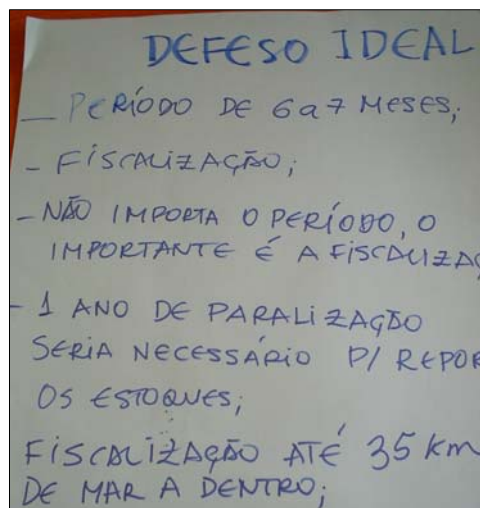 DEFESO IDEAL
— PERÍODO DE 6 a 7 MESES;
- FISCALIZAÇÃO;
- NÃO IMPORTA O PERÍODO, O
IMPORTANTE É A FISCALIZAÇ
- 1 ANO DE PARALIZAÇÃO
SERIA NECESSÁRIO P/ REPOR
OS ESTOQUES;
FISCALIZAÇÃO ATÉ 35 km
DE MAR A DENTRO;